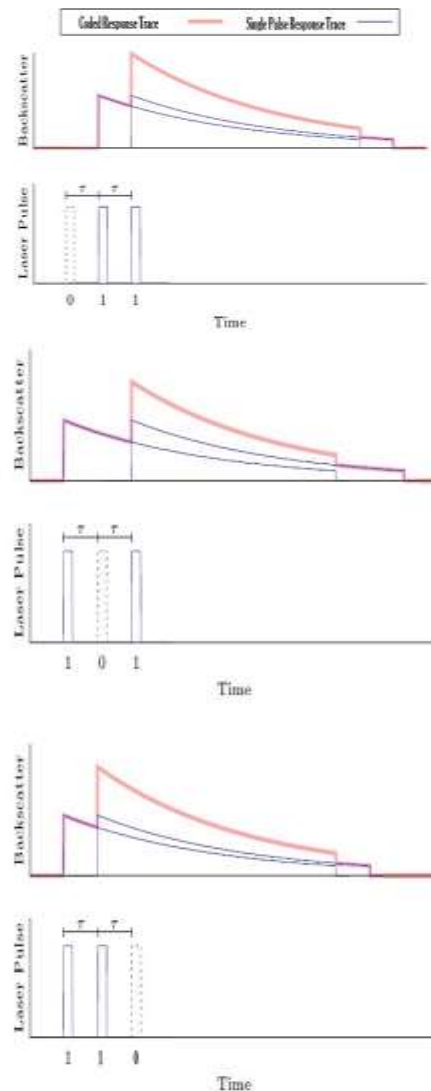 Coded Response Trace Single Pulse Response Trace
Backscatter
τ τ
Laser Pulse
0 1 1
Time
Backscatter
τ τ
Laser Pulse
1 0 1
Time
Backscatter
τ τ
Laser Pulse
1 1 0
Time